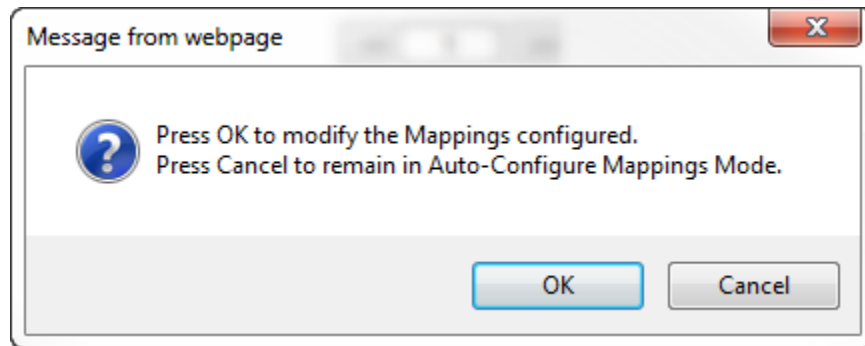 Message from webpage
Press OK to modify the Mappings configured.
Press Cancel to remain in Auto-Configure Mappings Mode.
OK
Cancel